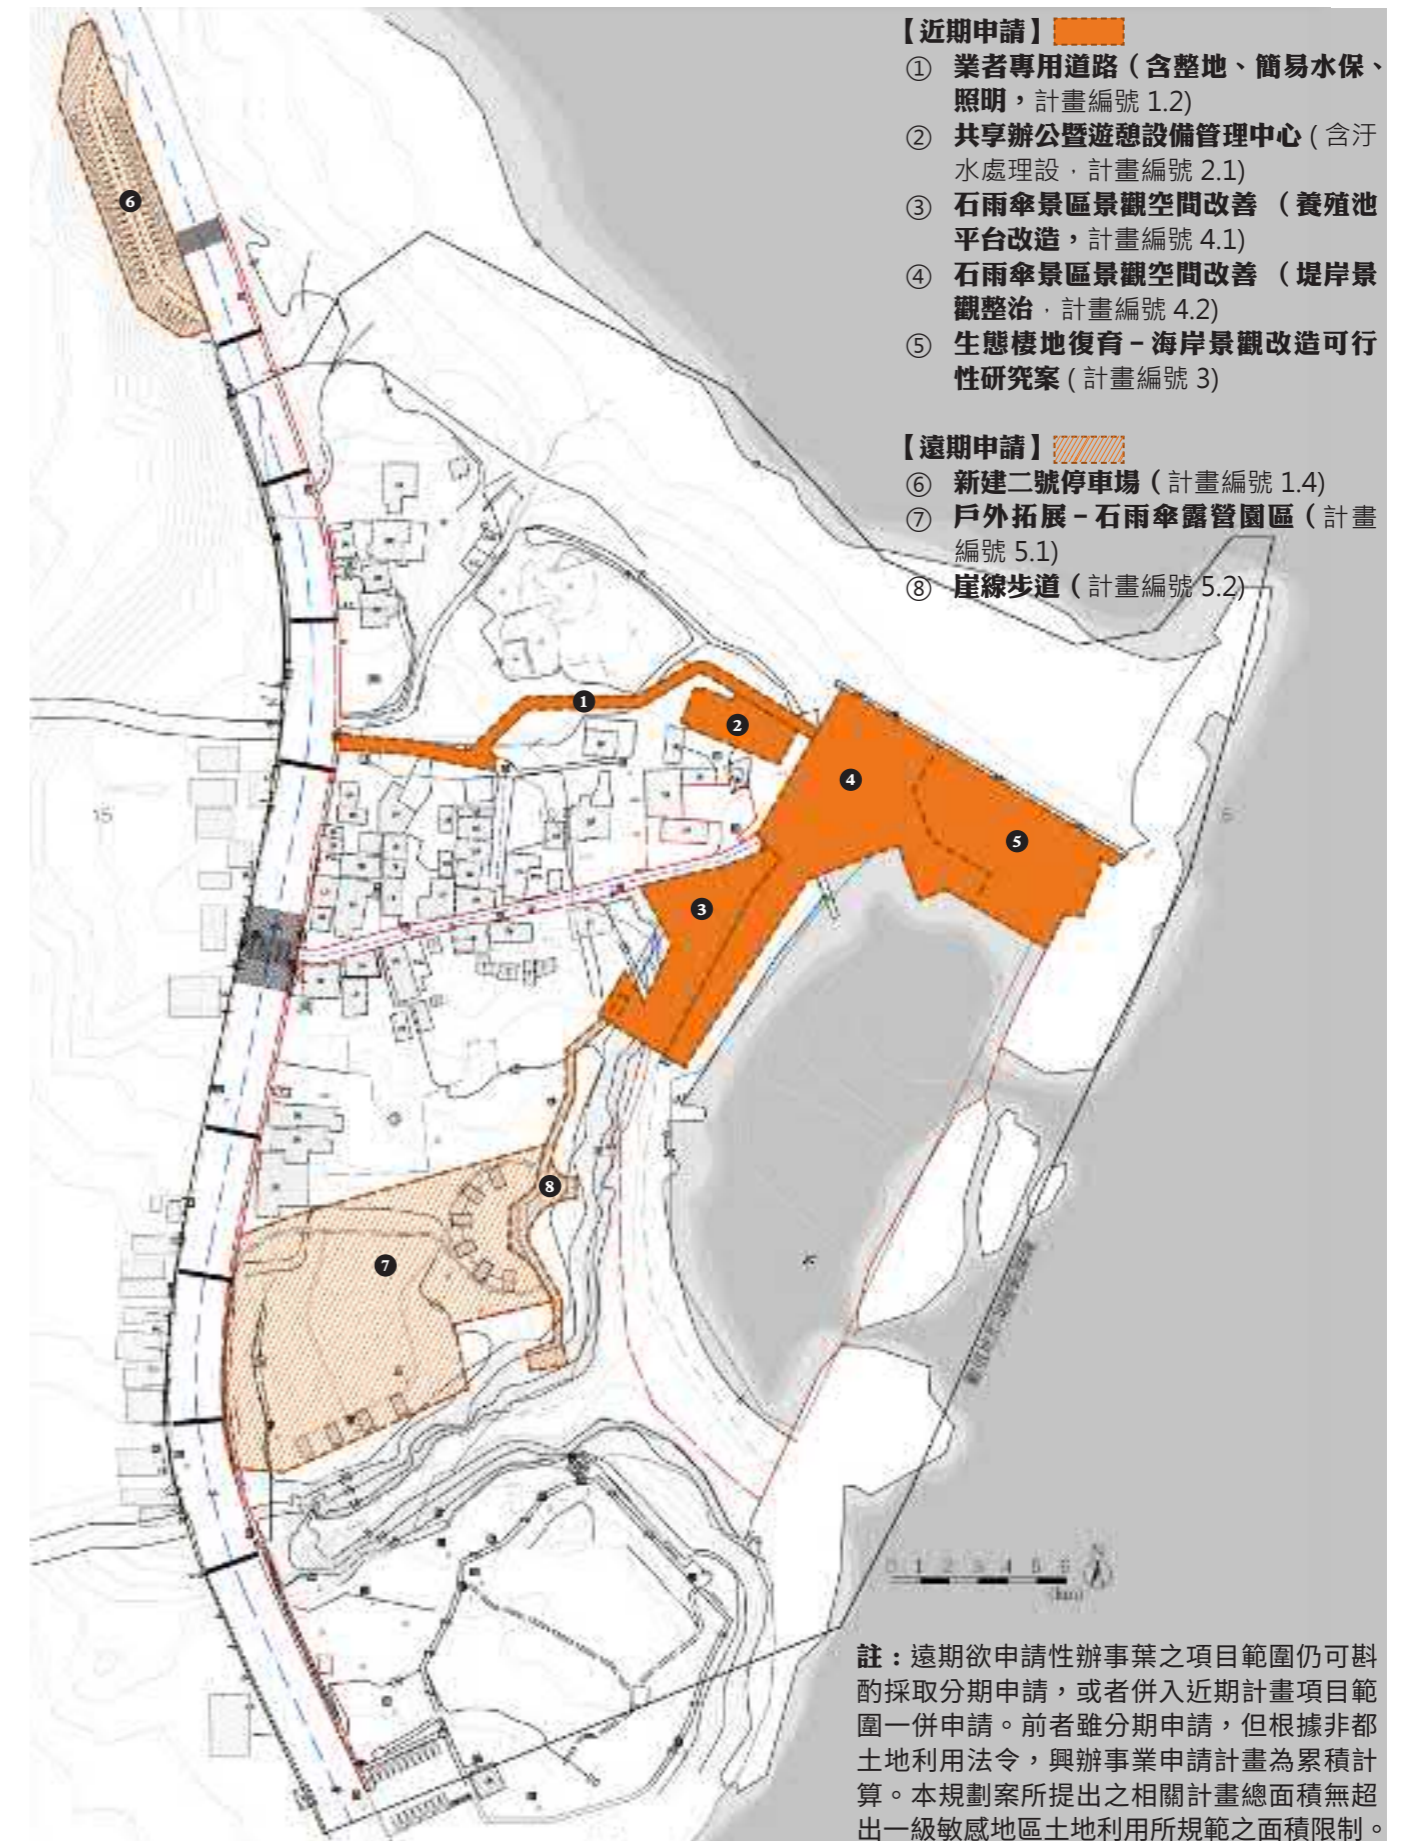 【近期申請】
① 業者專用道路（含整地、簡易水保、
照明，計畫編號 1.2)
② 共享辦公暨遊憩設備管理中心 ( 含汙
水處理設，計畫編號 2.1)
③ 石雨傘景區景觀空間改善 （養殖池
平台改造，計畫編號 4.1)
④ 石雨傘景區景觀空間改善 （堤岸景
觀整治，計畫編號 4.2)
⑤ 生態棲地復育－海岸景觀改造可行
性研究案 ( 計畫編號 3)
【遠期申請】
⑥ 新建二號停車場（計畫編號 1.4)
⑦ 戶外拓展－石雨傘露營園區（計畫
編號 5.1)
⑧ 崖線步道（計畫編號 5.2)
6
1
2
4
5
3
8
7
15
0 1 2 3 4 5 6
(km)
N
註：遠期欲申請性辦事葉之項目範圍仍可斟
酌採取分期申請，或者併入近期計畫項目範
圍一併申請。前者雖分期申請，但根據非都
土地利用法令，興辦事業申請計畫為累積計
算。本規劃案所提出之相關計畫總面積無超
出一級敏感地區土地利用所規範之面積限制。